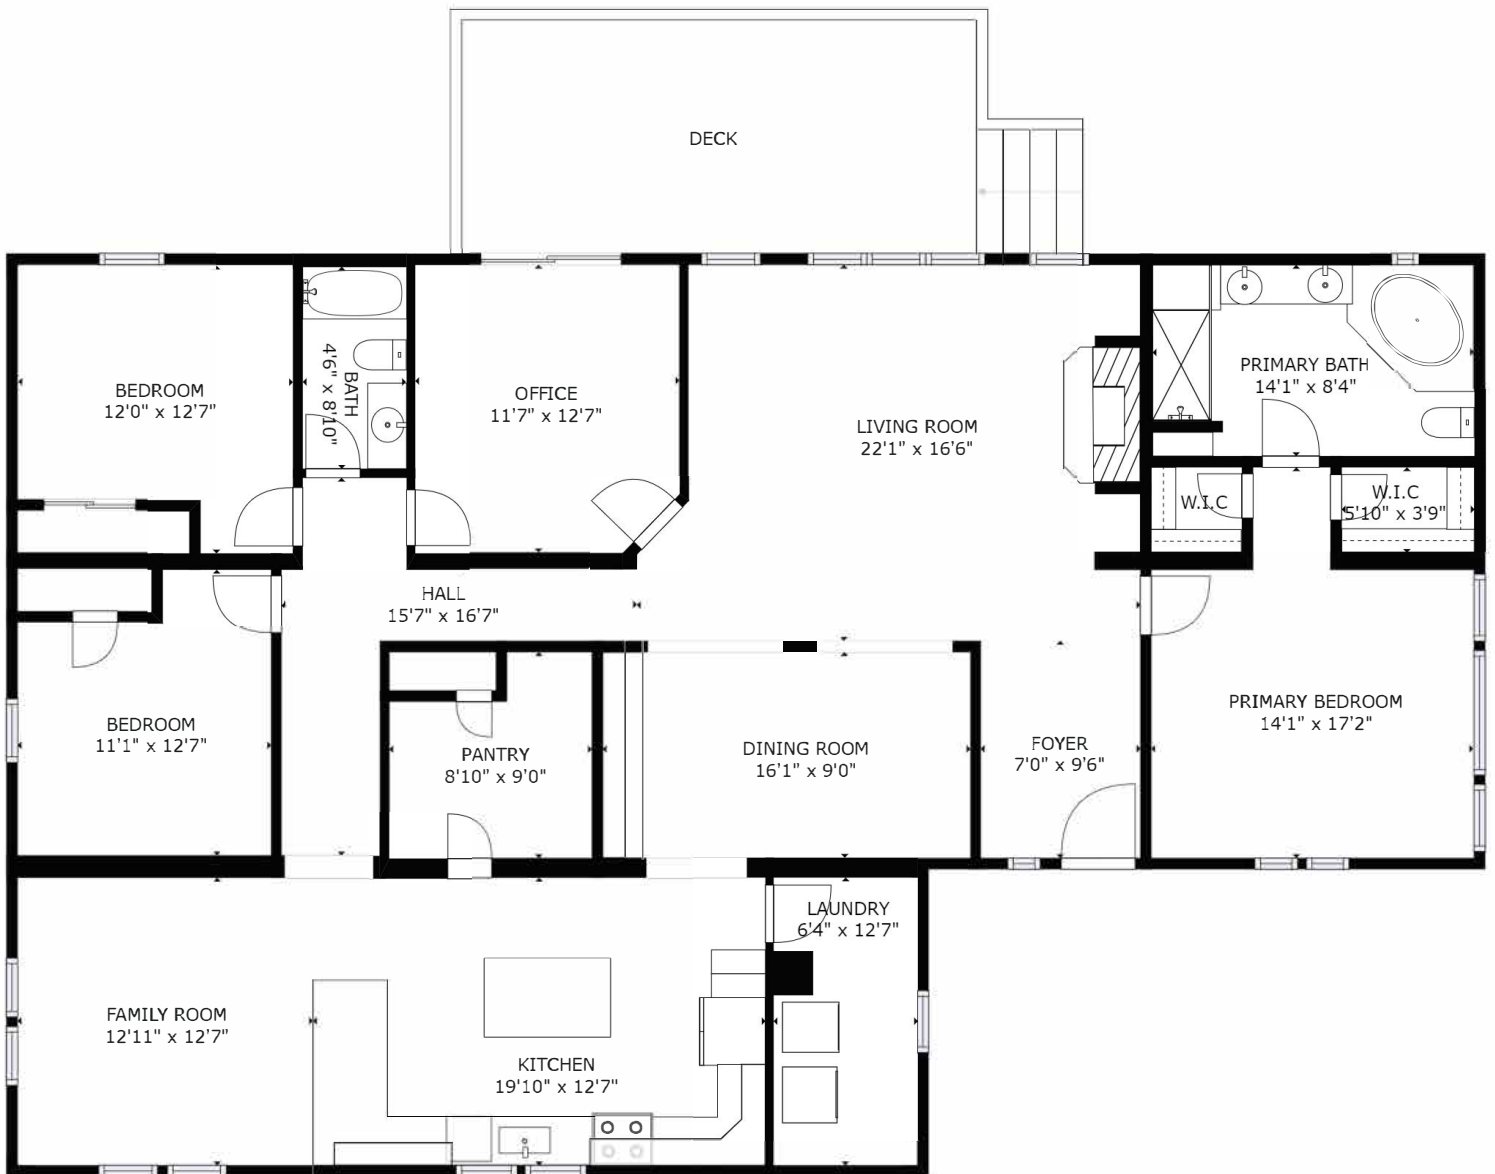 DECK
BEDROOM
12'0" x 12'7"
BATH
4'6" x 8'10"
OFFICE
11'7" x 12'7"
LIVING ROOM
22'1" x 16'6"
PRIMARY BATH
14'1" x 8'4"
W.I.C
W.I.C
5'10" x 3'9"
HALL
15'7" x 16'7"
BEDROOM
11'1" x 12'7"
PANTRY
8'10" x 9'0"
DINING ROOM
16'1" x 9'0"
FOYER
7'0" x 9'6"
PRIMARY BEDROOM
14'1" x 17'2"
LAUNDRY
6'4" x 12'7"
FAMILY ROOM
12'11" x 12'7"
KITCHEN
19'10" x 12'7"